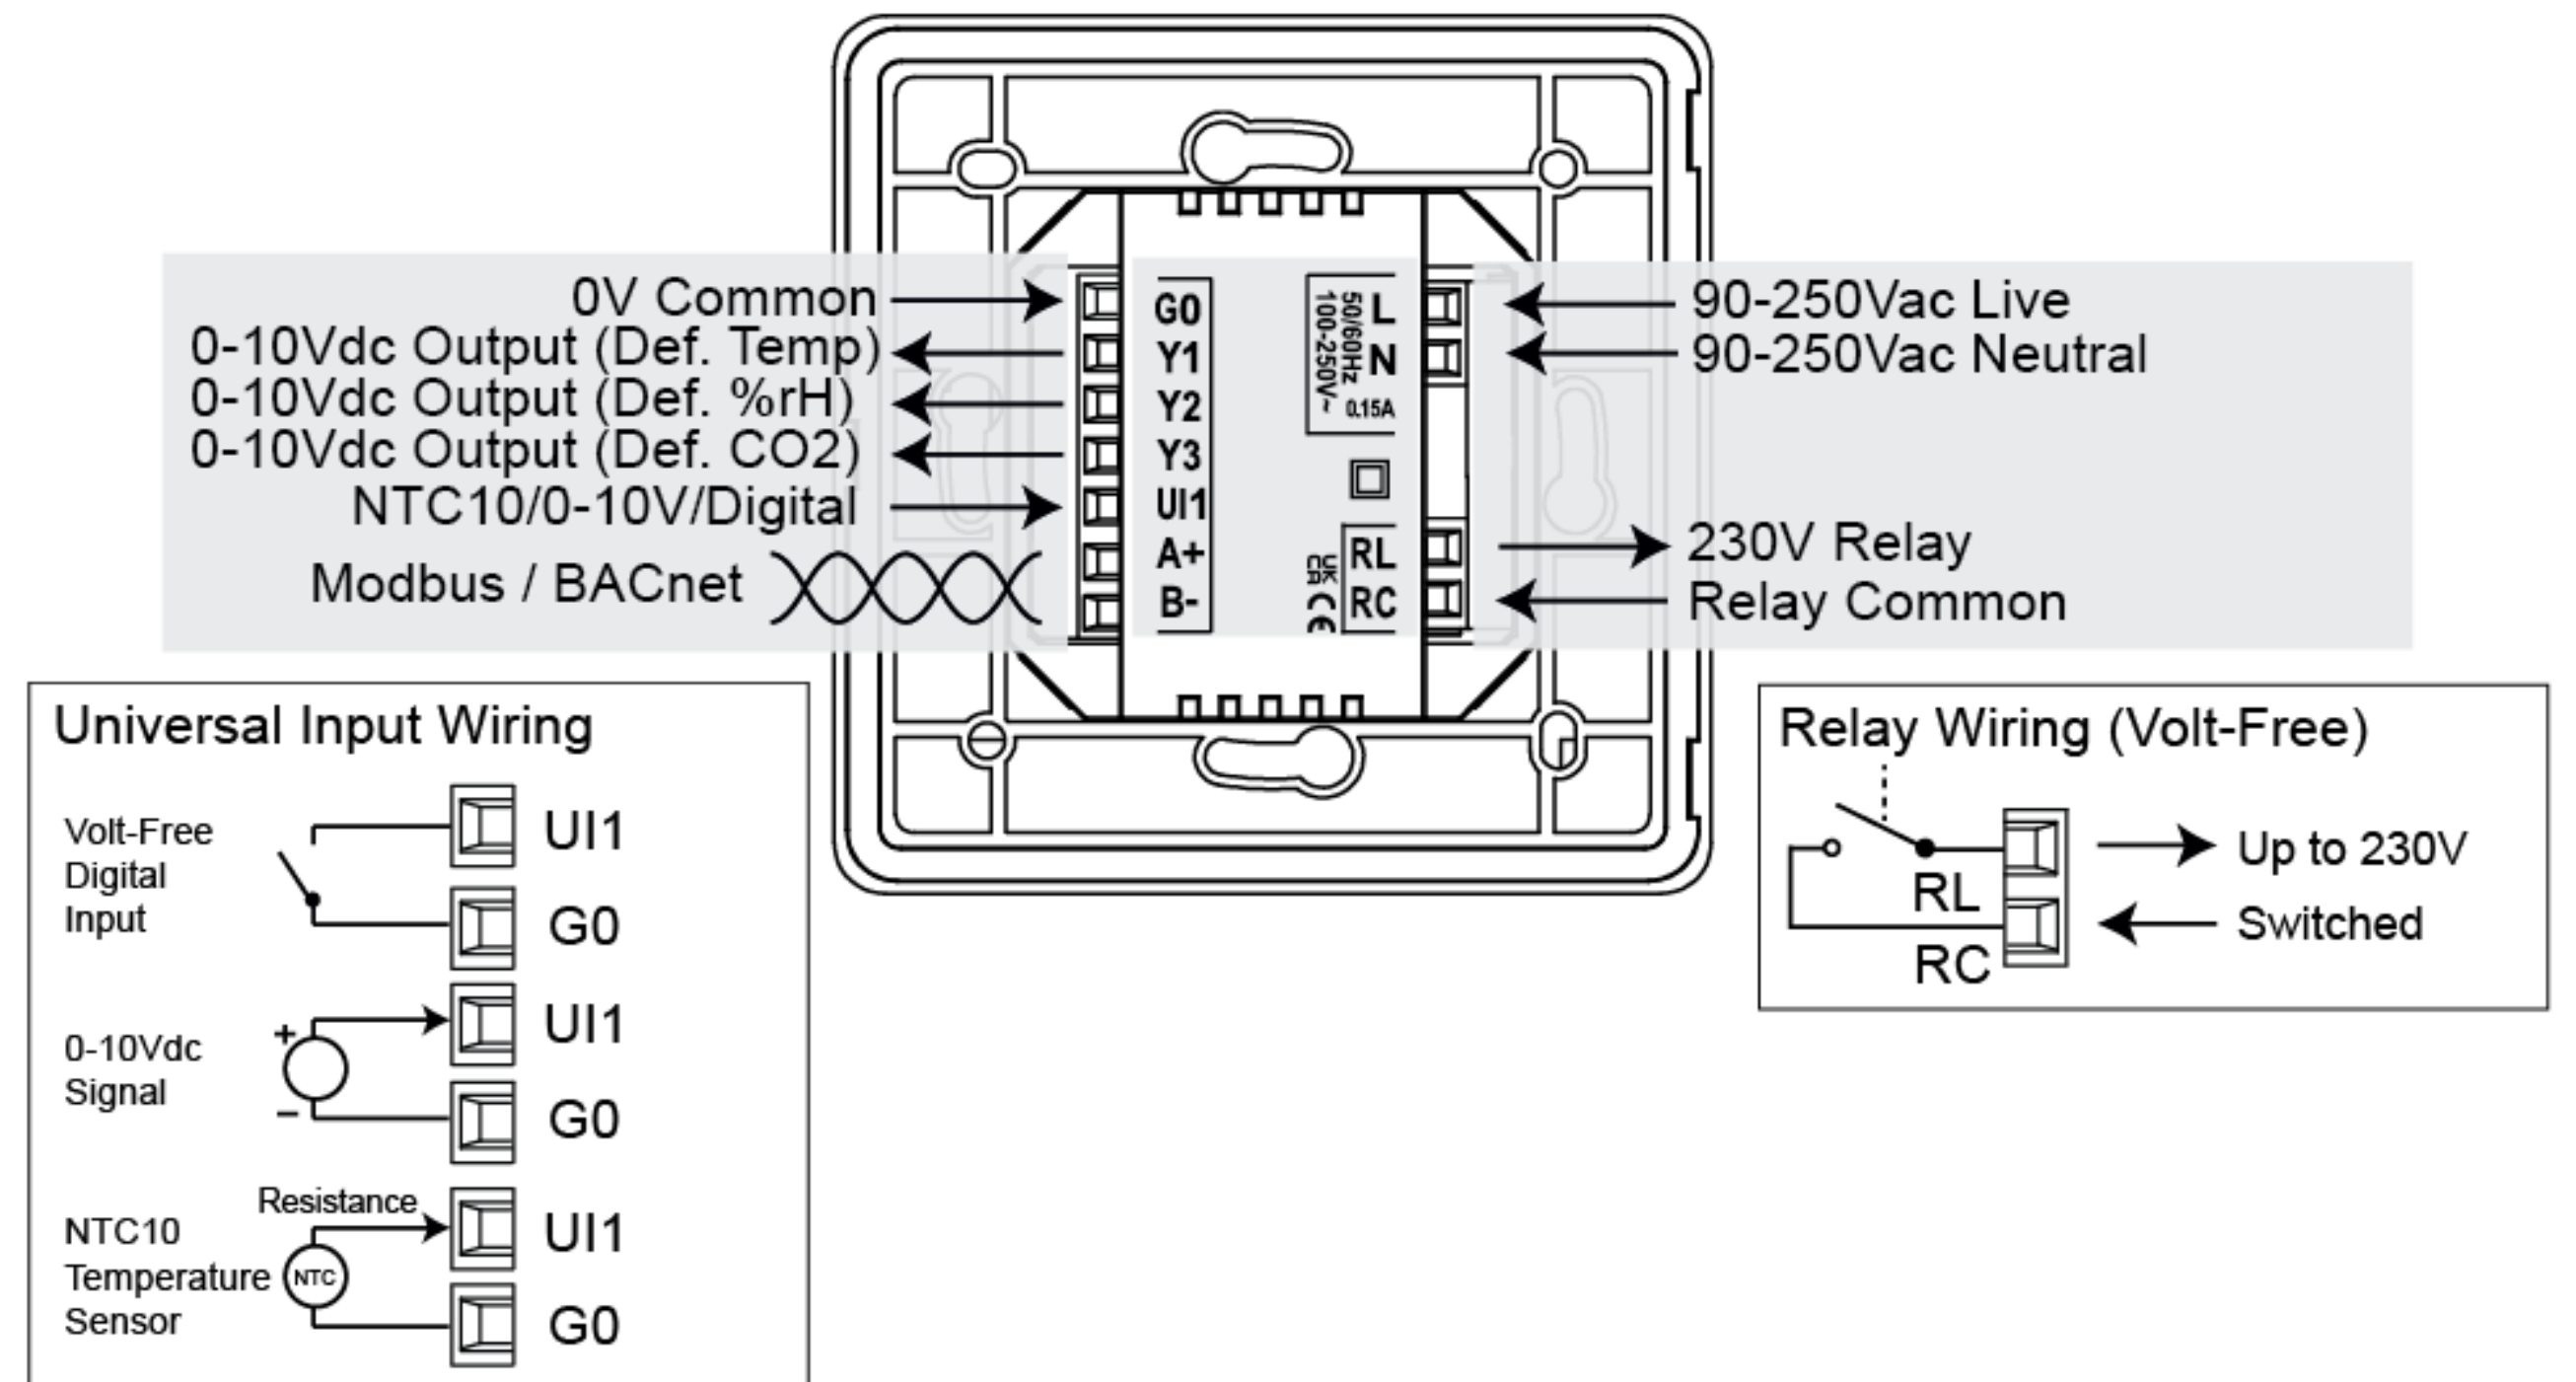 0V Common
0-10Vdc Output (Def. Temp)
0-10Vdc Output (Def. %rH)
0-10Vdc Output (Def. CO2)
NTC10/0-10V/Digital
Modbus / BACnet
G0
Y1
Y2
Y3
UI1
A+
B-
50/60Hz
100-250V~
0.15A
L
N
UK
CA
CE
RL
RC
90-250Vac Live
90-250Vac Neutral
230V Relay
Relay Common
Universal Input Wiring
Volt-Free
Digital
Input
UI1
G0
0-10Vdc
Signal
+
−
UI1
G0
NTC10
Temperature
Sensor
Resistance
NTC
UI1
G0
Relay Wiring (Volt-Free)
RL
RC
Up to 230V
Switched